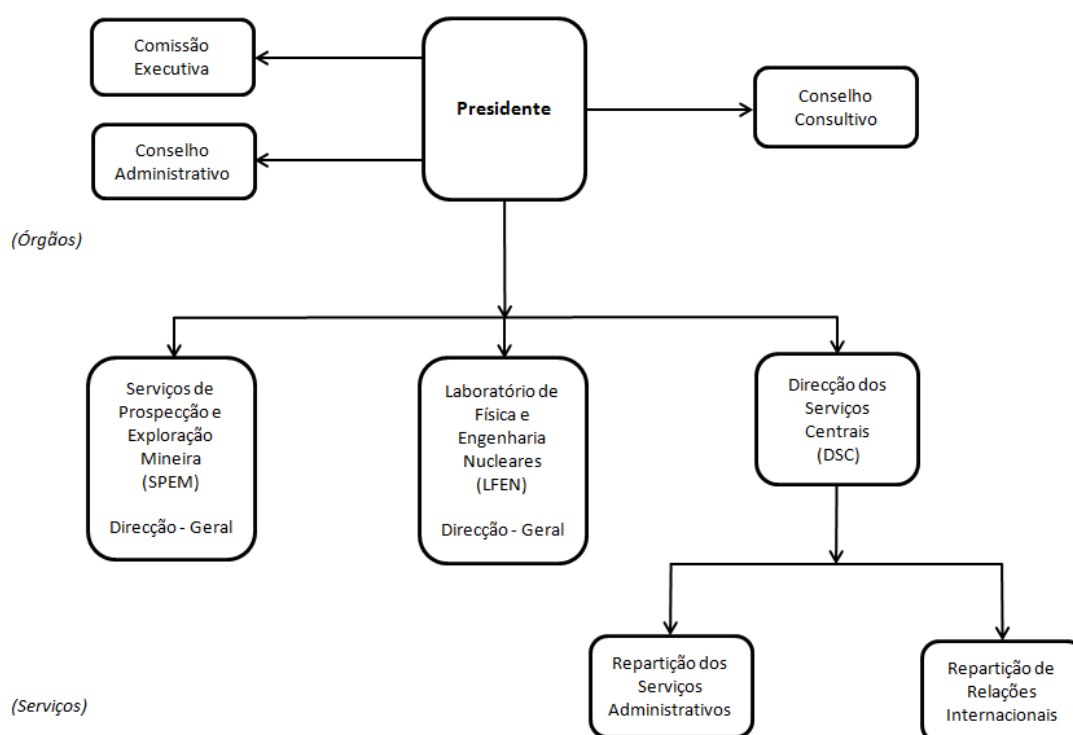 Comissão
Executiva
Presidente
Conselho
Consultivo
Conselho
Administrativo
(Órgãos)
Serviços de
Prospecção e
Exploração
Mineira
(SPEM)
Direcção - Geral
Laboratório de
Física e
Engenharia
Nucleares
(LFEN)
Direcção - Geral
Direcção dos
Serviços
Centrais
(DSC)
Repartição dos
Serviços
Administrativos
Repartição de
Relações
Internacionais
(Serviços)